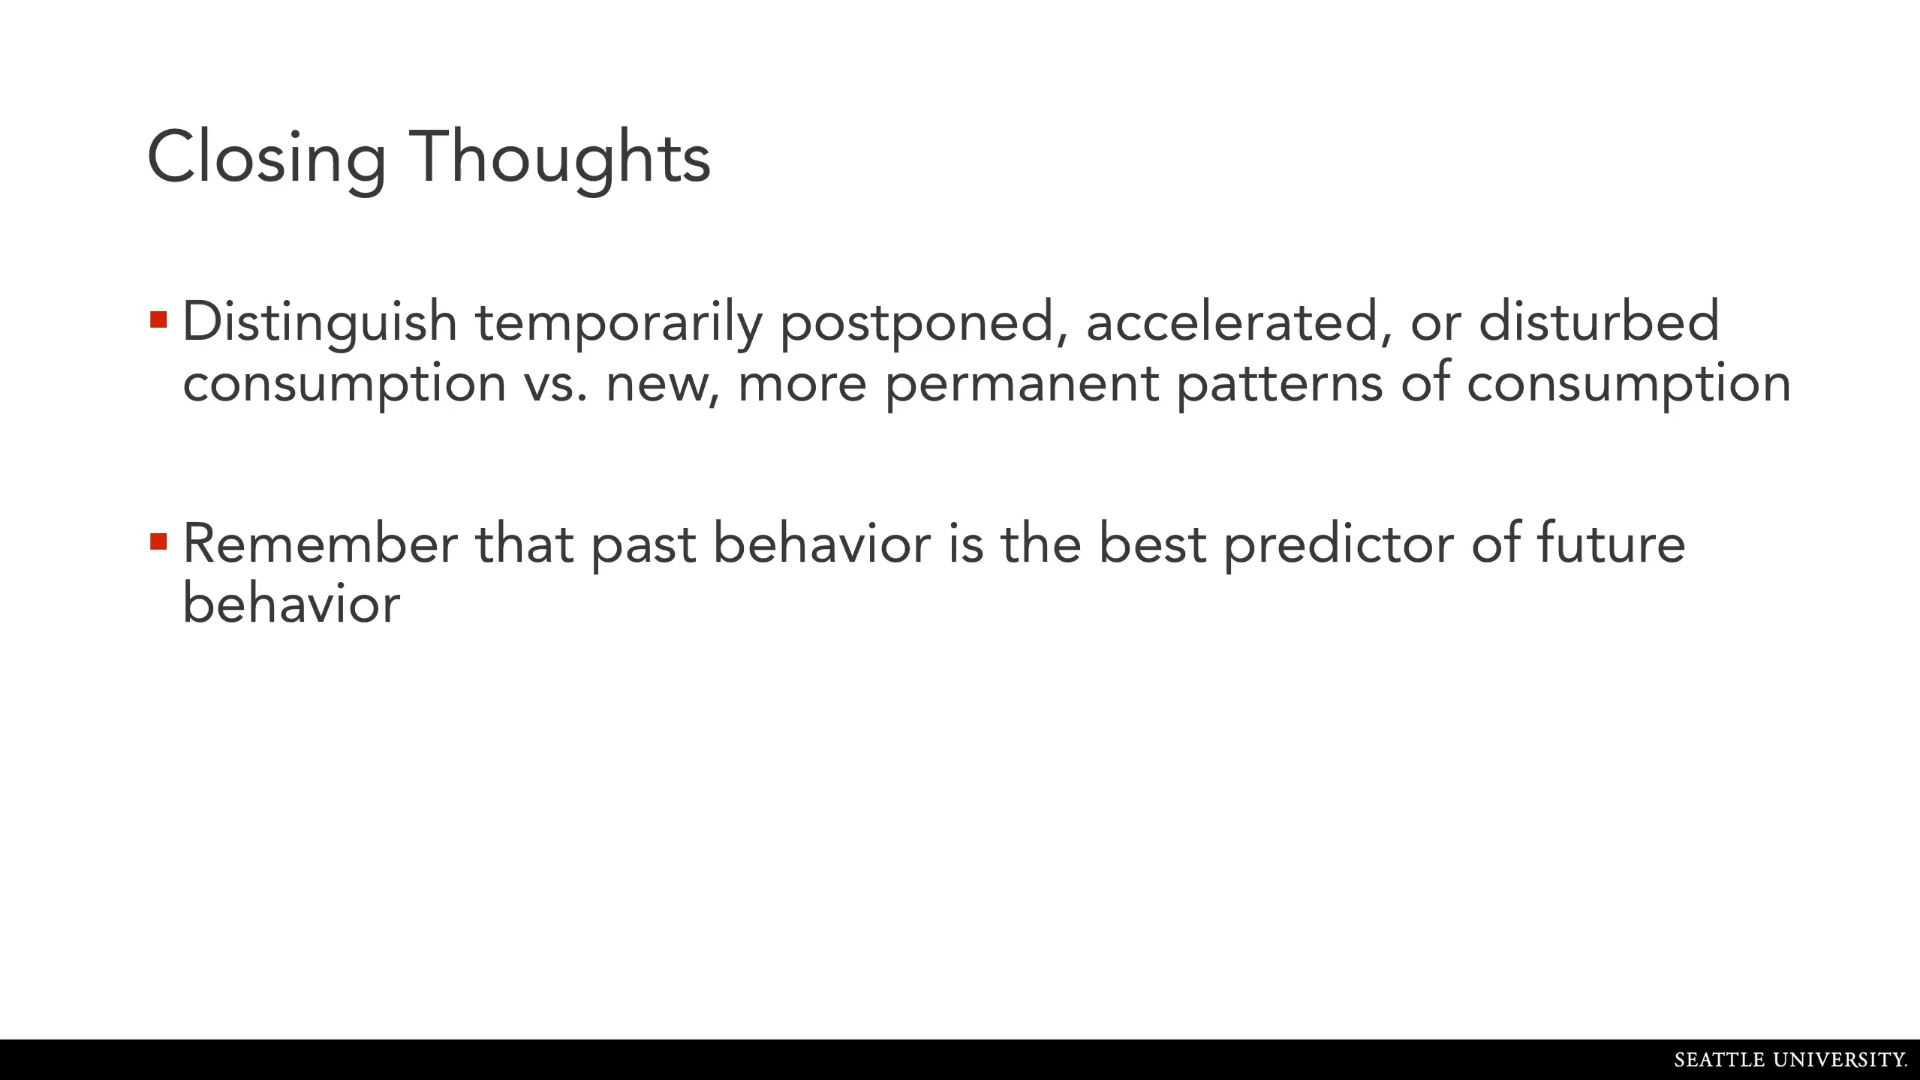 Closing Thoughts
▪ Distinguish temporarily postponed, accelerated, or disturbed
consumption vs. new, more permanent patterns of consumption
▪ Remember that past behavior is the best predictor of future
behavior
SEATTLE UNIVERSITY.